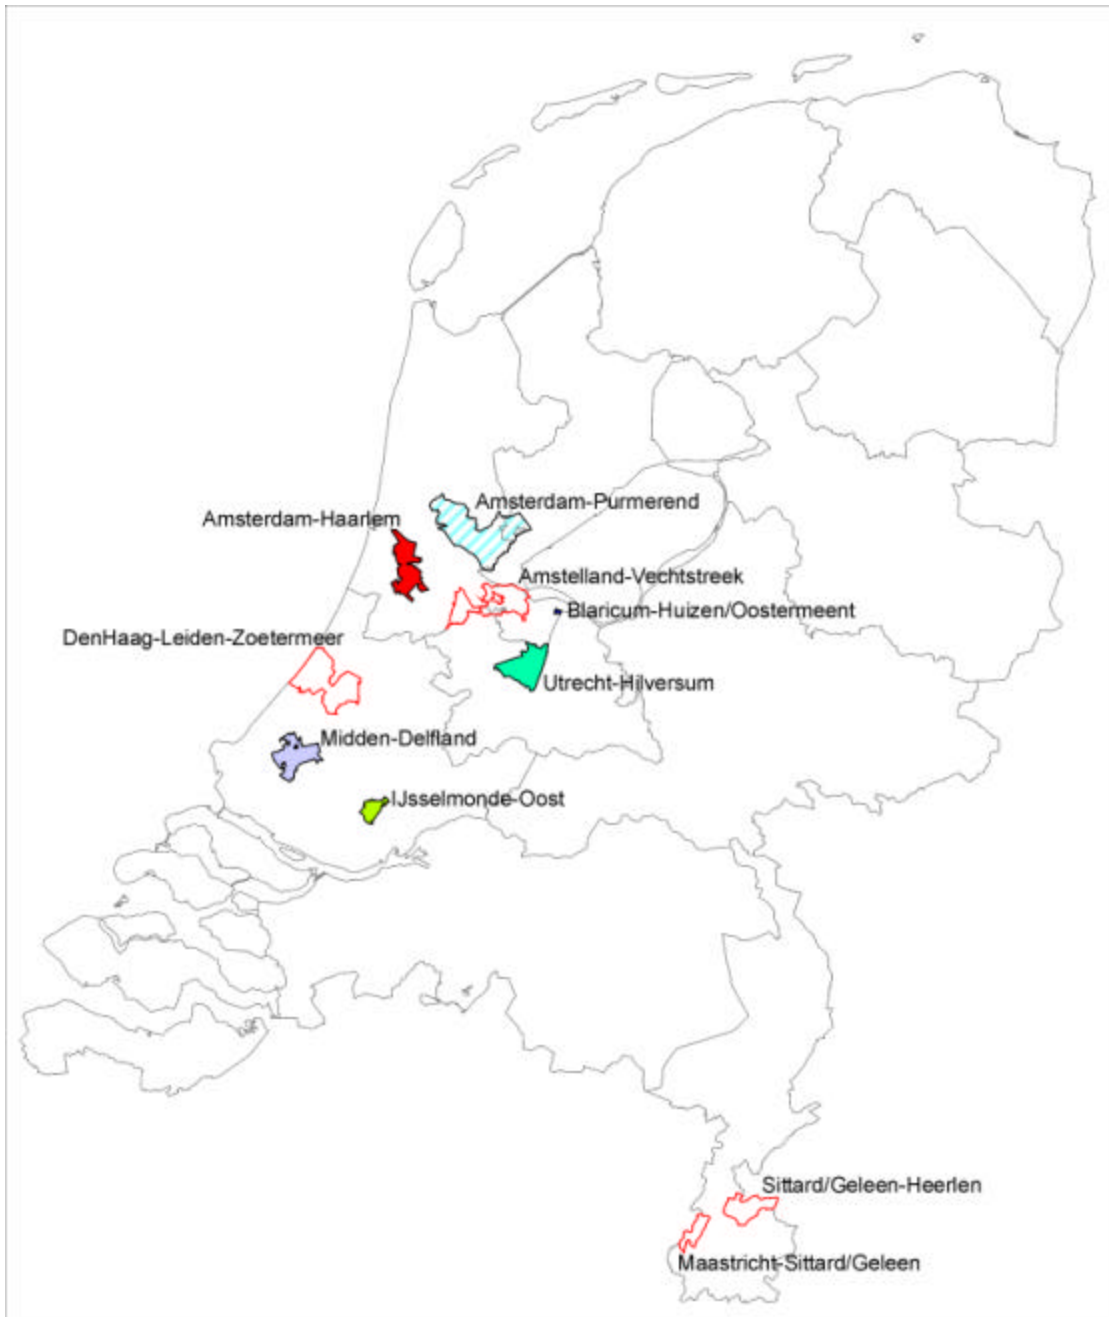 Amsterdam-Purmerend
Amsterdam-Haarlem
Amstelland-Vechtstreek
Blaricum-Huizen/Oostermeent
DenHaag-Leiden-Zoetermeer
Utrecht-Hilversum
Midden-Delfland
IJsselmonde-Oost
Sittard/Geleen-Heerlen
Maastricht-Sittard/Geleen